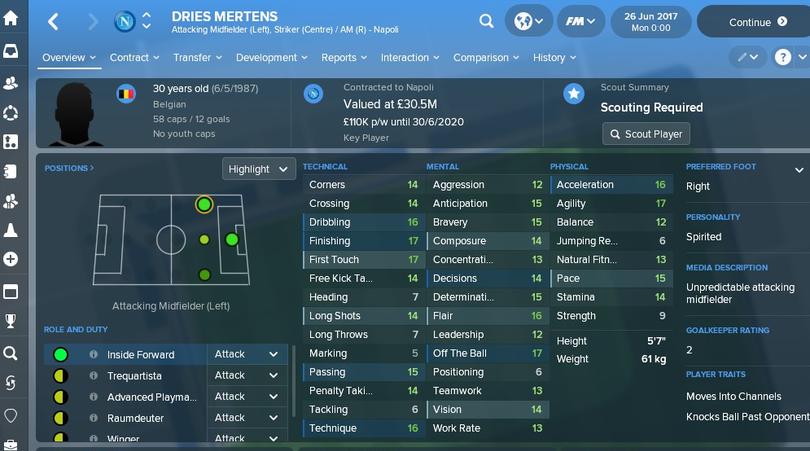 DRIES MERTENS
Attacking Midfielder (Left), Striker (Centre) / AM (R) - Napoli
FM
26 Jun 2017
Mon 0:00
Continue
Overview
Contract
Transfer
Development
Reports
Interaction
Comparison
History
?
30 years old (6/5/1987)
Belgian
58 caps / 12 goals
No youth caps
Contracted to Napoli
Valued at £30.5M
£110K p/w until 30/6/2020
Key Player
Scout Summary
Scouting Required
Scout Player
POSITIONS >
Highlight
Attacking Midfielder (Left)
ROLE AND DUTY
Inside Forward Attack
Trequartista Attack
Advanced Playma... Attack
Raumdeuter Attack
Winger Attack
TECHNICAL
Corners 14
Crossing 14
Dribbling 16
Finishing 17
First Touch 17
Free Kick Ta... 14
Heading 7
Long Shots 14
Long Throws 7
Marking 5
Passing 15
Penalty Taki... 14
Tackling 6
Technique 16
MENTAL
Aggression 12
Anticipation 15
Bravery 15
Composure 14
Concentrati... 13
Decisions 14
Determinati... 15
Flair 16
Leadership 12
Off The Ball 17
Positioning 6
Teamwork 13
Vision 14
Work Rate 13
PHYSICAL
Acceleration 16
Agility 17
Balance 12
Jumping Re... 6
Natural Fitn... 13
Pace 15
Stamina 14
Strength 9
Height 5'7"
Weight 61 kg
PREFERRED FOOT
Right
PERSONALITY
Spirited
MEDIA DESCRIPTION
Unpredictable attacking
midfielder
GOALKEEPER RATING
2
PLAYER TRAITS
Moves Into Channels
Knocks Ball Past Opponent